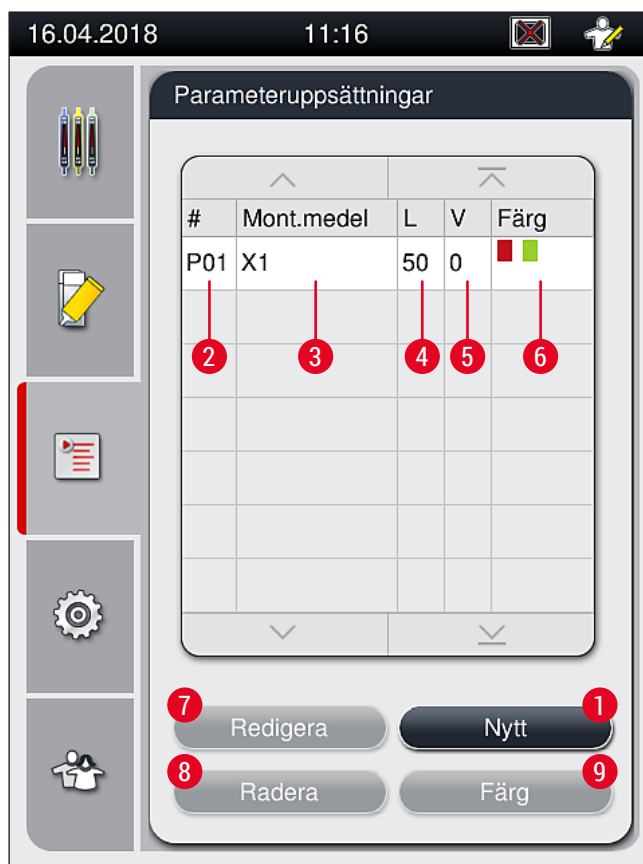 16.04.2018 11:16
Parameteruppsättningar
# Mont.medel L V Färg
P01 X1 50 0
2 3 4 5 6
7 1
Redigera Nytt
8 9
Radera Färg